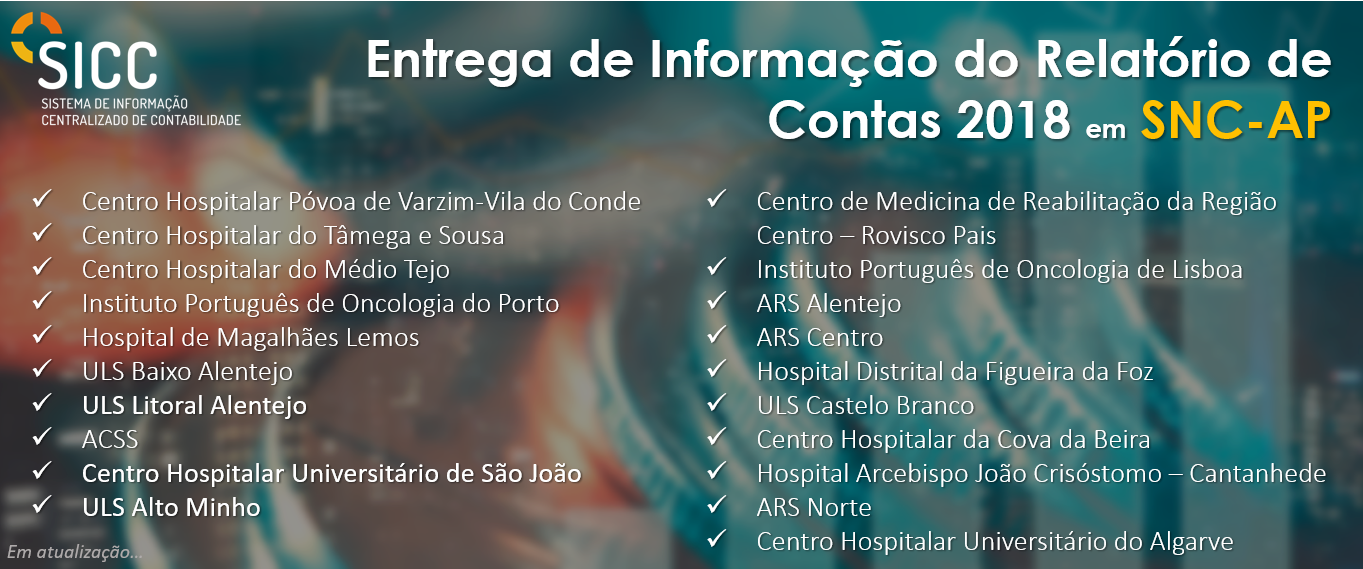 SICC
SISTEMA DE INFORMAÇÃO
CENTRALIZADO DE CONTABILIDADE
Entrega de Informação do Relatório de
Contas 2018 em SNC-AP
Centro Hospitalar Póvoa de Varzim-Vila do Conde
Centro Hospitalar do Tâmega e Sousa
Centro Hospitalar do Médio Tejo
Instituto Português de Oncologia do Porto
Hospital de Magalhães Lemos
ULS Baixo Alentejo
ULS Litoral Alentejo
ACSS
Centro Hospitalar Universitário de São João
ULS Alto Minho
Centro de Medicina de Reabilitação da Região
Centro – Rovisco Pais
Instituto Português de Oncologia de Lisboa
ARS Alentejo
ARS Centro
Hospital Distrital da Figueira da Foz
ULS Castelo Branco
Centro Hospitalar da Cova da Beira
Hospital Arcebispo João Crisóstomo – Cantanhede
ARS Norte
Centro Hospitalar Universitário do Algarve
Em atualização...